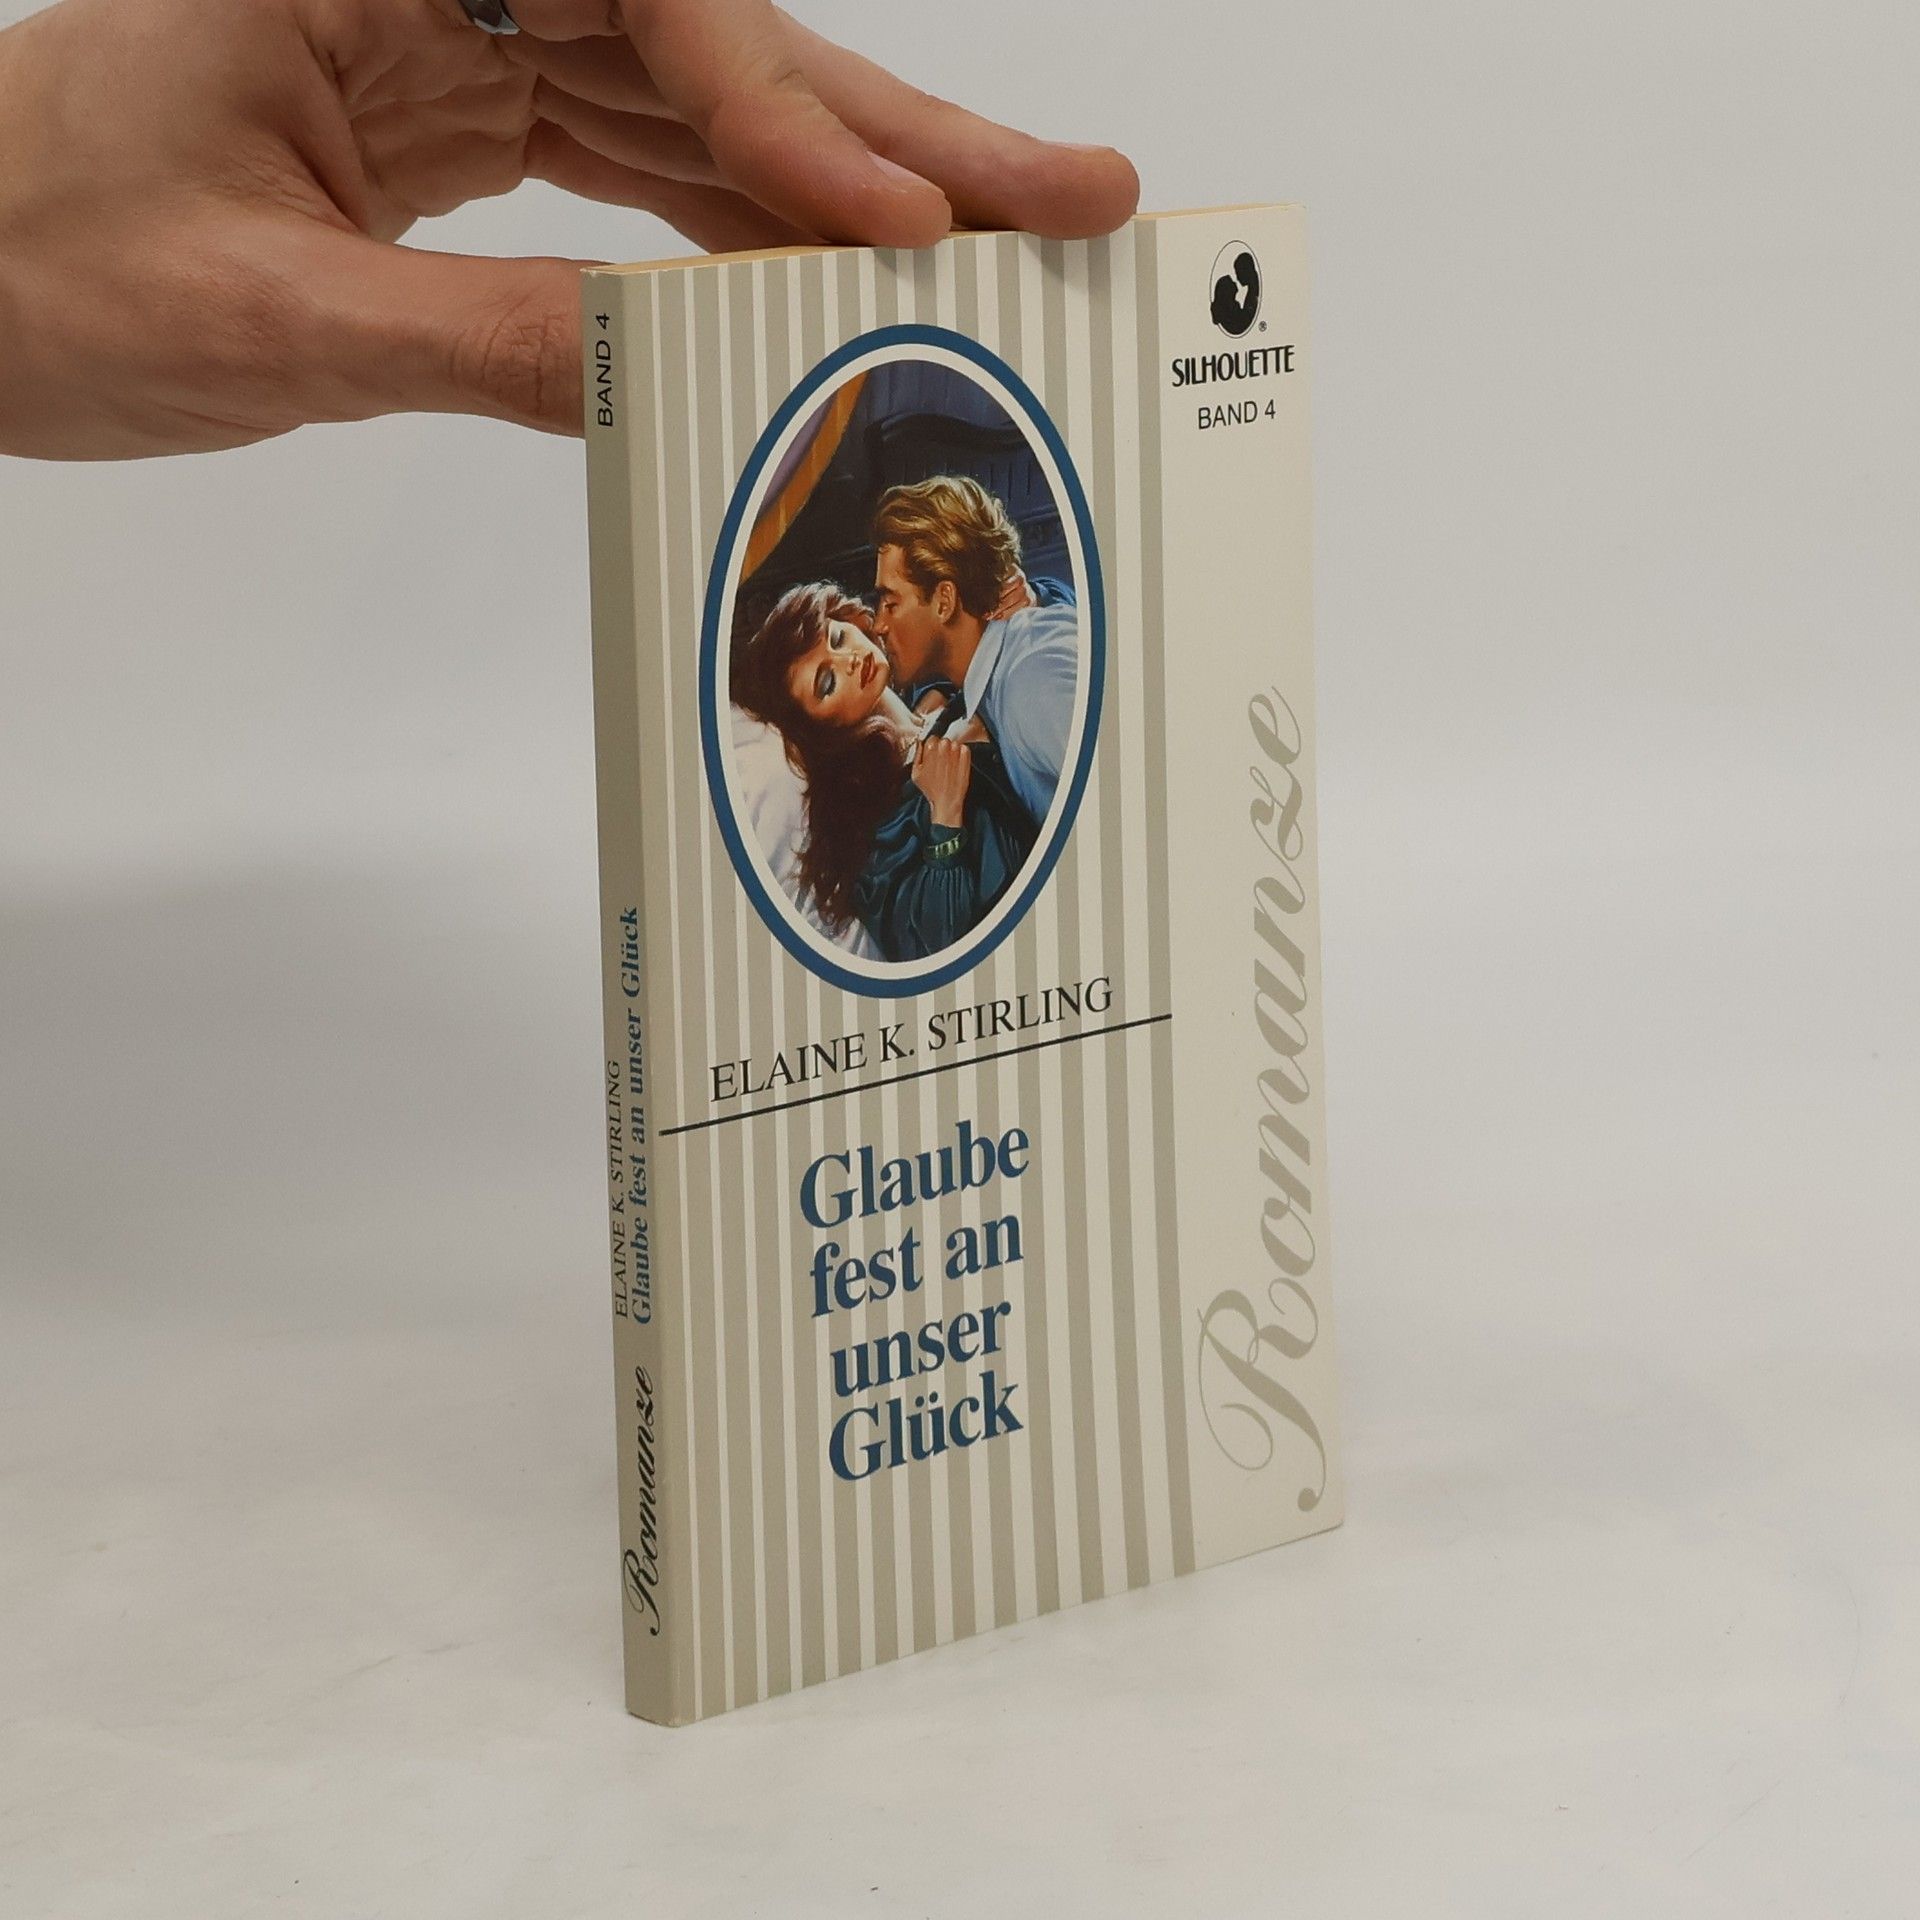 BAND 4
ELAINE K. STIRLING
Glaube fest an unser Glück
Romanze
SILHOUETTE
®
BAND 4
Romanze
ELAINE K. STIRLING
Glaube
fest an
unser
Glück